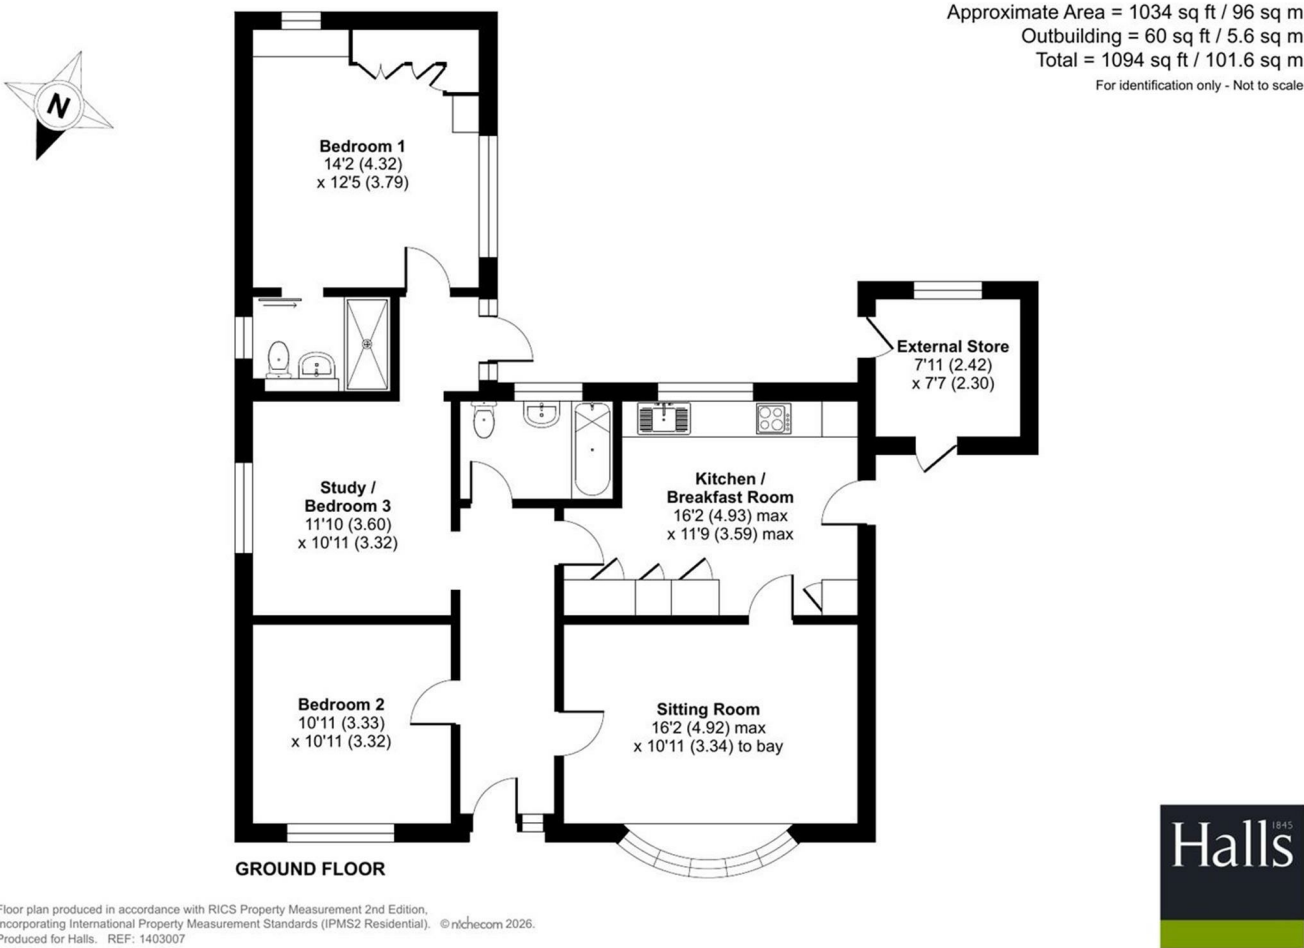 Approximate Area = 1034 sq ft / 96 sq m
Outbuilding = 60 sq ft / 5.6 sq m
Total = 1094 sq ft / 101.6 sq m
For identification only - Not to scale
N
Bedroom 1
14'2 (4.32)
x 12'5 (3.79)
External Store
7'11 (2.42)
x 7'7 (2.30)
Study /
Bedroom 3
11'10 (3.60)
x 10'11 (3.32)
Kitchen /
Breakfast Room
16'2 (4.93) max
x 11'9 (3.59) max
Bedroom 2
10'11 (3.33)
x 10'11 (3.32)
Sitting Room
16'2 (4.92) max
x 10'11 (3.34) to bay
GROUND FLOOR
Halls 1845
Floor plan produced in accordance with RICS Property Measurement 2nd Edition,
Incorporating International Property Measurement Standards (IPMS2 Residential). © nichecom 2026.
Produced for Halls. REF: 1403007